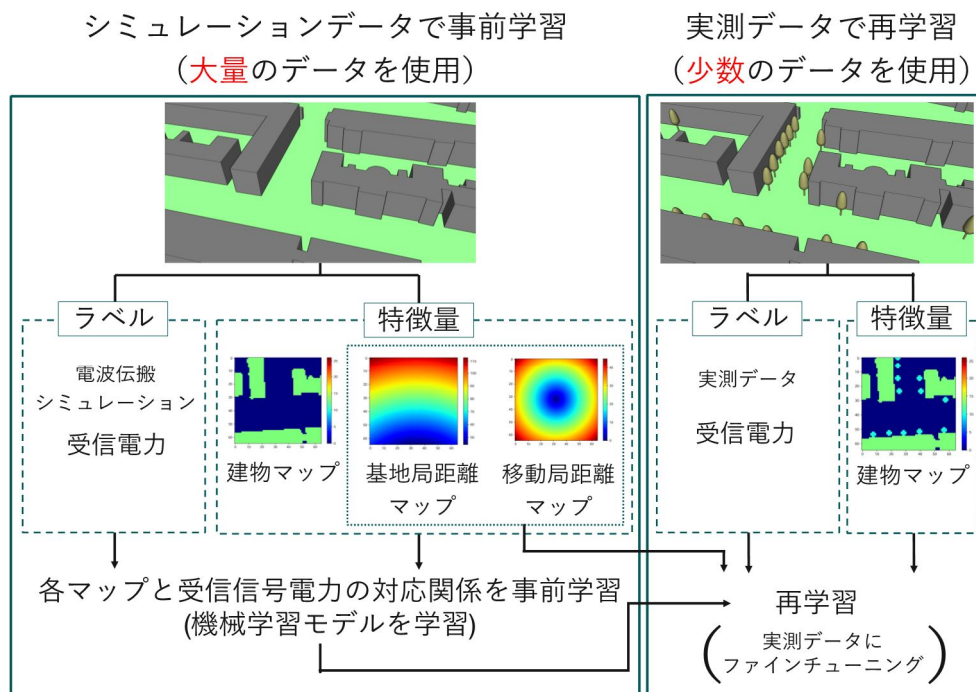 シミュレーションデータで事前学習
（大量のデータを使用）
ラベル
特徴量
電波伝搬
シミュレーション
受信電力
建物マップ
基地局距離
マップ
移動局距離
マップ
各マップと受信信号電力の対応関係を事前学習
(機械学習モデルを学習)
実測データで再学習
（少数のデータを使用）
ラベル
特徴量
実測データ
受信電力
建物マップ
再学習
(実測データに
ファインチューニング)